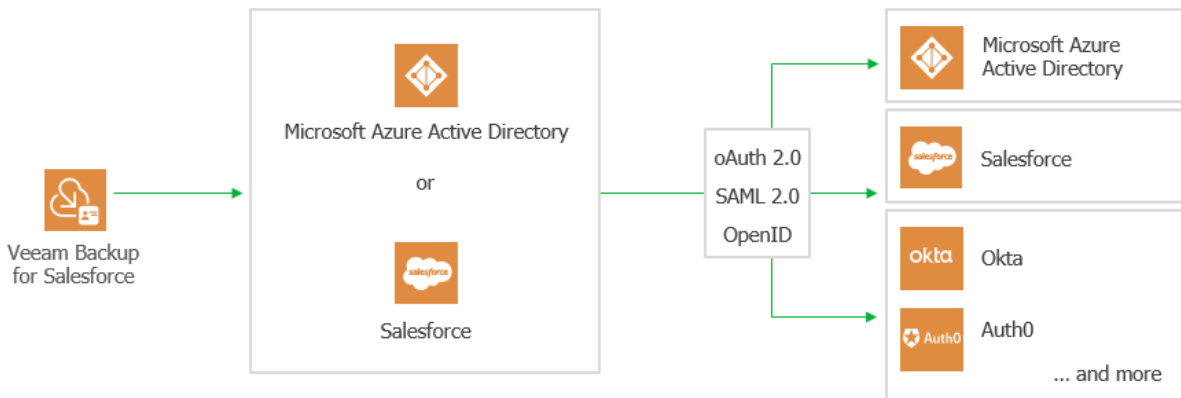 Veeam Backup
for Salesforce
Microsoft Azure Active Directory
or
salesforce
Salesforce
oAuth 2.0
SAML 2.0
OpenID
Microsoft Azure
Active Directory
salesforce
Salesforce
okta
Okta
Auth0
Auth0
... and more